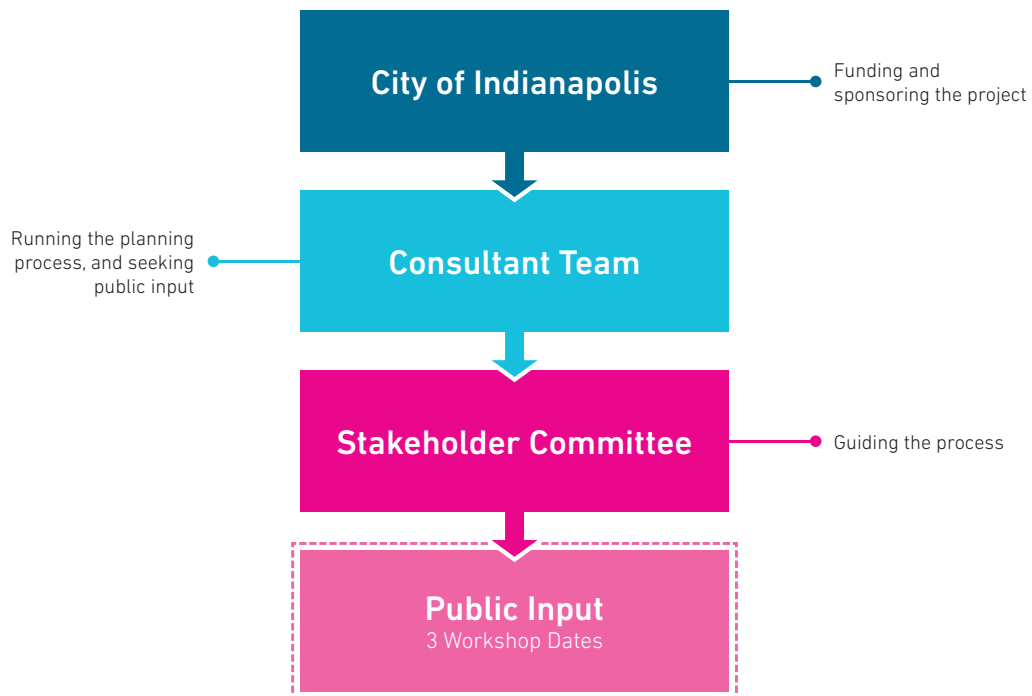 City of Indianapolis
Funding and
sponsoring the project
Running the planning
process, and seeking
public input
Consultant Team
Stakeholder Committee
Guiding the process
Public Input
3 Workshop Dates